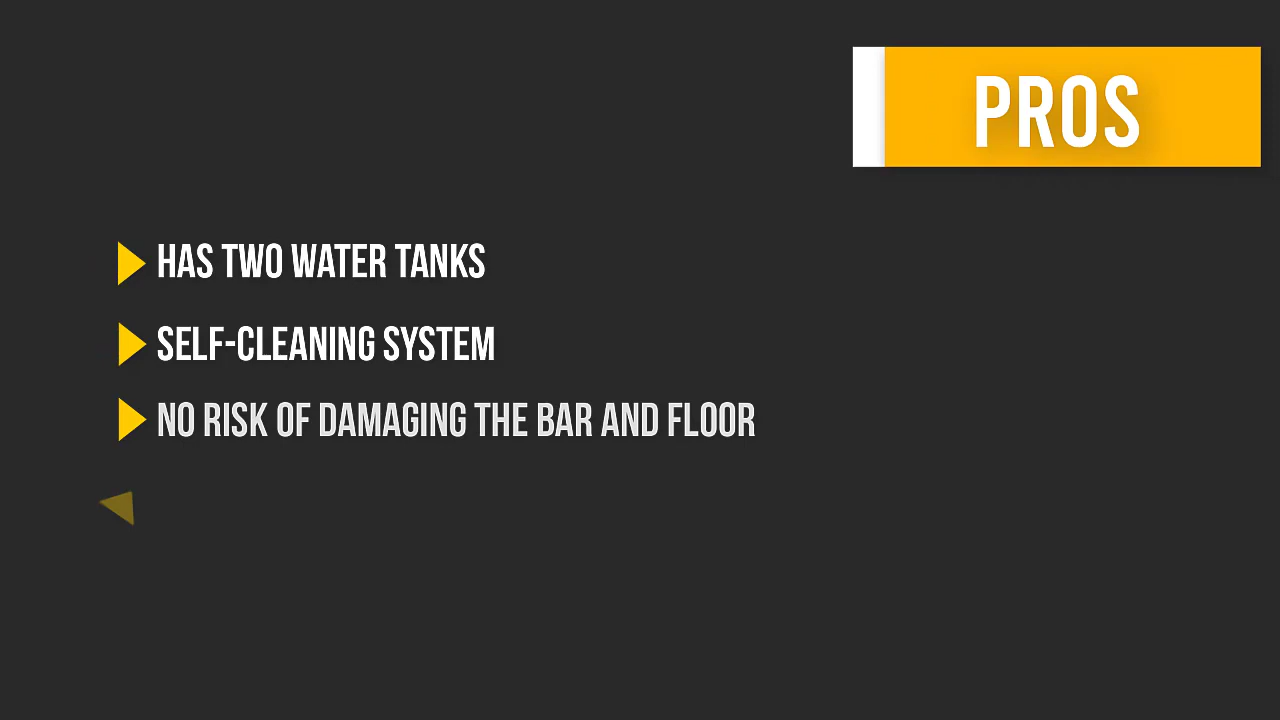 PROS
HAS TWO WATER TANKS
SELF-CLEANING SYSTEM
NO RISK OF DAMAGING THE BAR AND FLOOR